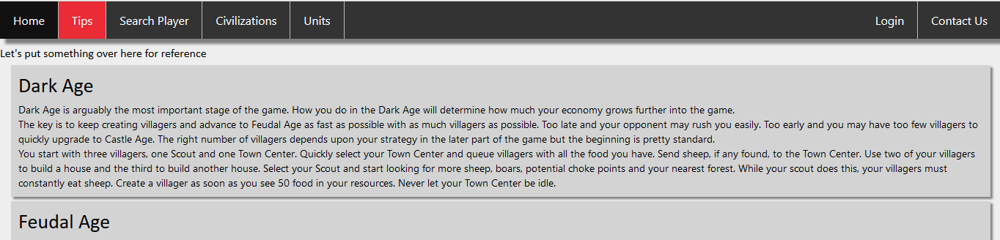 Home Tips Search Player Civilizations Units Login Contact Us
Let's put something over here for reference
Dark Age
Dark Age is arguably the most important stage of the game. How you do in the Dark Age will determine how much your economy grows further into the game.
The key is to keep creating villagers and advance to Feudal Age as fast as possible with as much villagers as possible. Too late and your opponent may rush you easily. Too early and you may have too few villagers to
quickly upgrade to Castle Age. The right number of villagers depends upon your strategy in the later part of the game but the beginning is pretty standard.
You start with three villagers, one Scout and one Town Center. Quickly select your Town Center and queue villagers with all the food you have. Send sheep, if any found, to the Town Center. Use two of your villagers
to build a house and the third to build another house. Select your Scout and start looking for more sheep, boars, potential choke points and your nearest forest. While your scout does this, your villagers must
constantly eat sheep. Create a villager as soon as you see 50 food in your resources. Never let your Town Center be idle.
Feudal Age